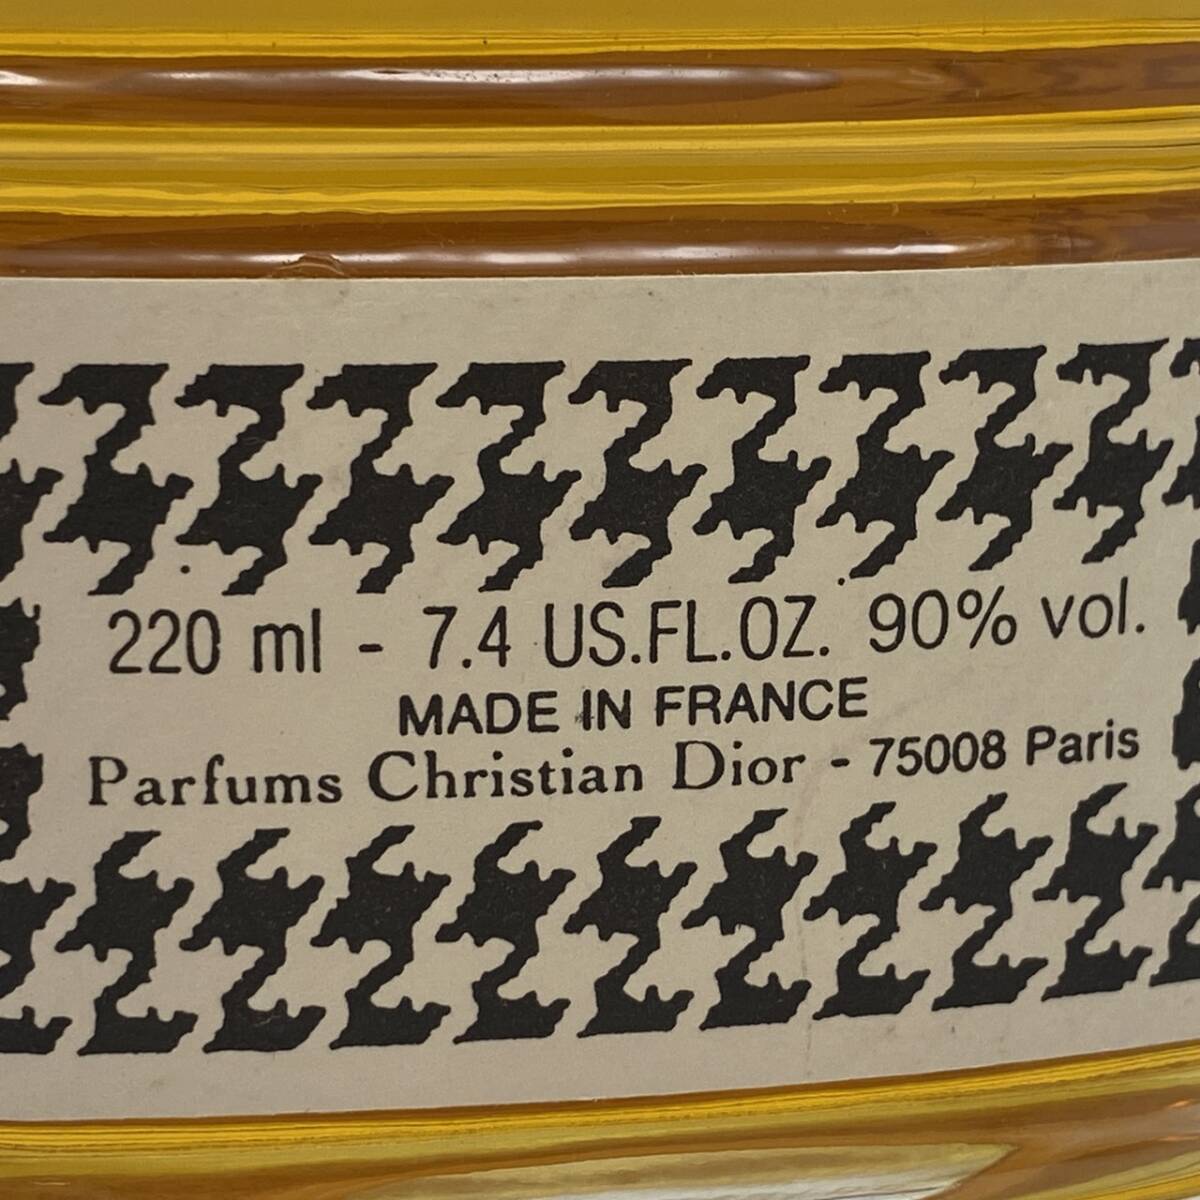 220 ml - 7.4 US.FL.OZ. 90% vol.
MADE IN FRANCE
Parfums Christian Dior - 75008 Paris